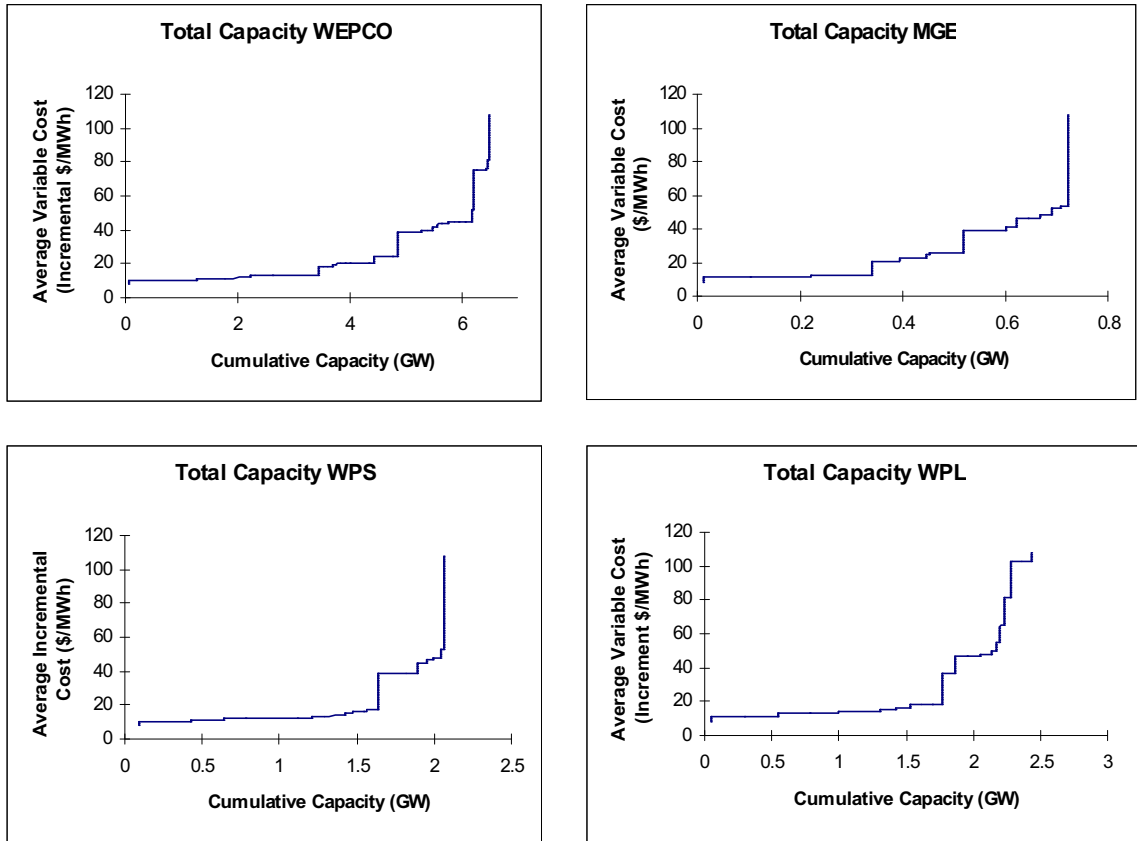 Total Capacity WEPCO
Average Variable Cost
(Incremental $/MWh)
120
100
80
60
40
20
0
0 2 4 6
Cumulative Capacity (GW)
Total Capacity MGE
Average Variable Cost
($/MWh)
120
100
80
60
40
20
0
0 0.2 0.4 0.6 0.8
Cumulative Capacity (GW)
Total Capacity WPS
Average Incremental
Cost ($/MWh)
120
100
80
60
40
20
0
0 0.5 1 1.5 2 2.5
Cumulative Capacity (GW)
Total Capacity WPL
Average Variable Cost
(Increment $/MWh)
120
100
80
60
40
20
0
0 0.5 1 1.5 2 2.5 3
Cumulative Capacity (GW)